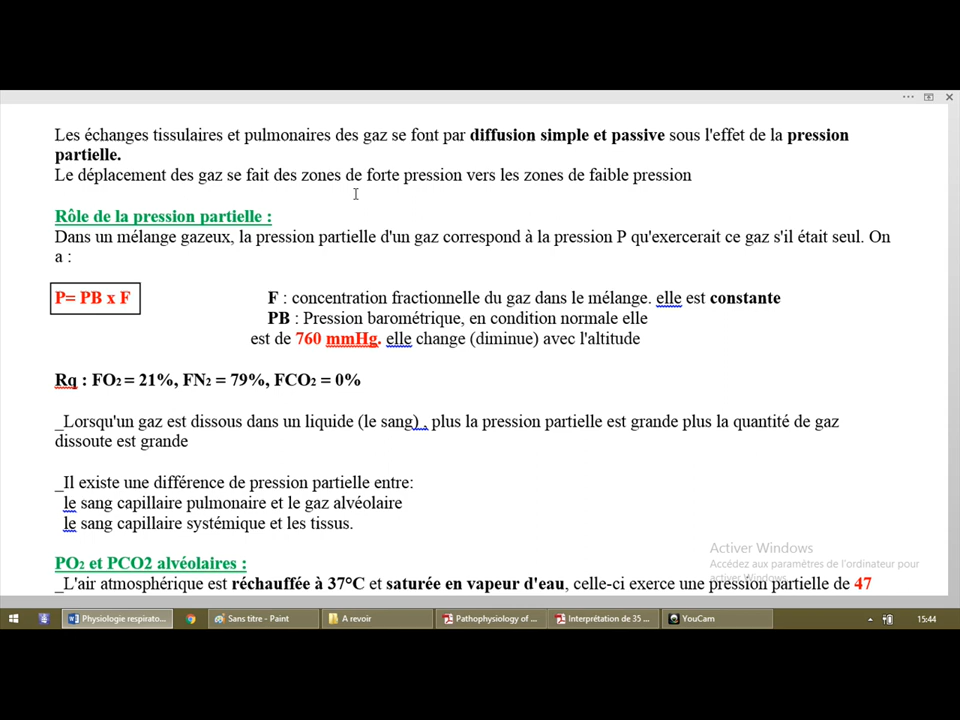 Les échanges tissulaires et pulmonaires des gaz se font par diffusion simple et passive sous l'effet de la pression
partielle.
Le déplacement des gaz se fait des zones de forte pression vers les zones de faible pression
Rôle de la pression partielle :
Dans un mélange gazeux, la pression partielle d'un gaz correspond à la pression P qu'exercerait ce gaz s'il était seul. On
a :
P= PB x F
F : concentration fractionnelle du gaz dans le mélange. elle est constante
PB : Pression barométrique, en condition normale elle
est de 760 mmHg. elle change (diminue) avec l'altitude
Rq : FO₂ = 21%, FN₂ = 79%, FCO₂ = 0%
_Lorsqu'un gaz est dissous dans un liquide (le sang) , plus la pression partielle est grande plus la quantité de gaz
dissoute est grande
_Il existe une différence de pression partielle entre:
le sang capillaire pulmonaire et le gaz alvéolaire
le sang capillaire systémique et les tissus.
PO₂ et PCO2 alvéolaires :
_L'air atmosphérique est réchauffée à 37°C et saturée en vapeur d'eau, celle-ci exerce une pression partielle de 47
Activer Windows
Accédez aux paramètres de l'ordinateur pour
activer Windows.
Physiologie respirato...
Sans titre - Paint
A revoir
Pathophysiology of ...
Interprétation de 35 ...
YouCam
15:44